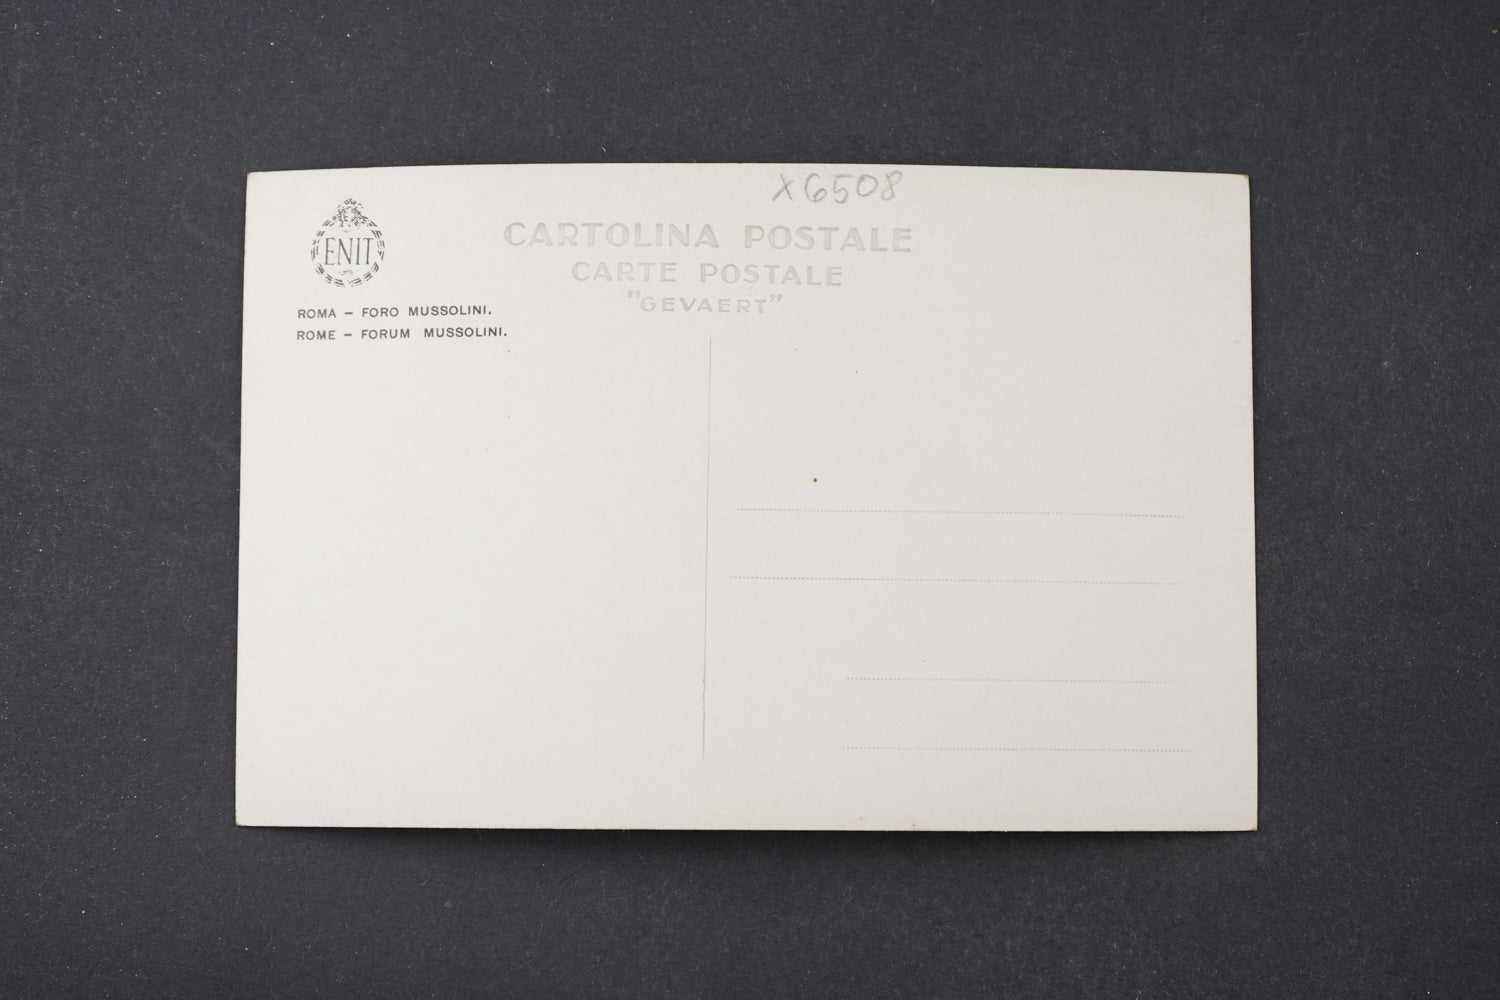 X6508
CARTOLINA POSTALE
CARTE POSTALE
"GEVAERT"
ENIT
ROMA – FORO MUSSOLINI.
ROME – FORUM MUSSOLINI.